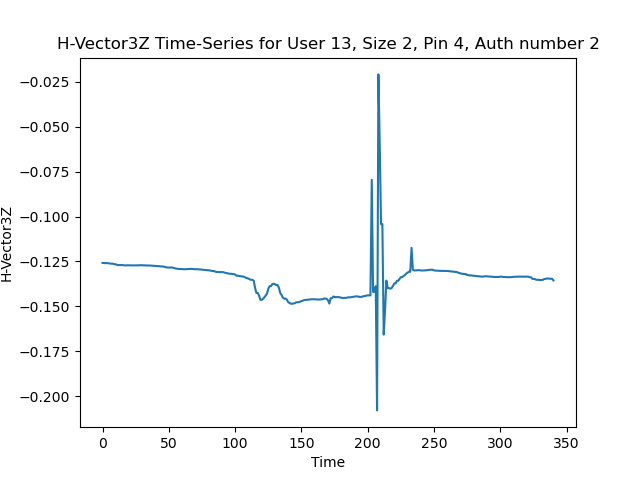 H-Vector3Z Time-Series for User 13, Size 2, Pin 4, Auth number 2
H-Vector3Z
−0.025
−0.050
−0.075
−0.100
−0.125
−0.150
−0.175
−0.200
0 50 100 150 200 250 300 350
Time